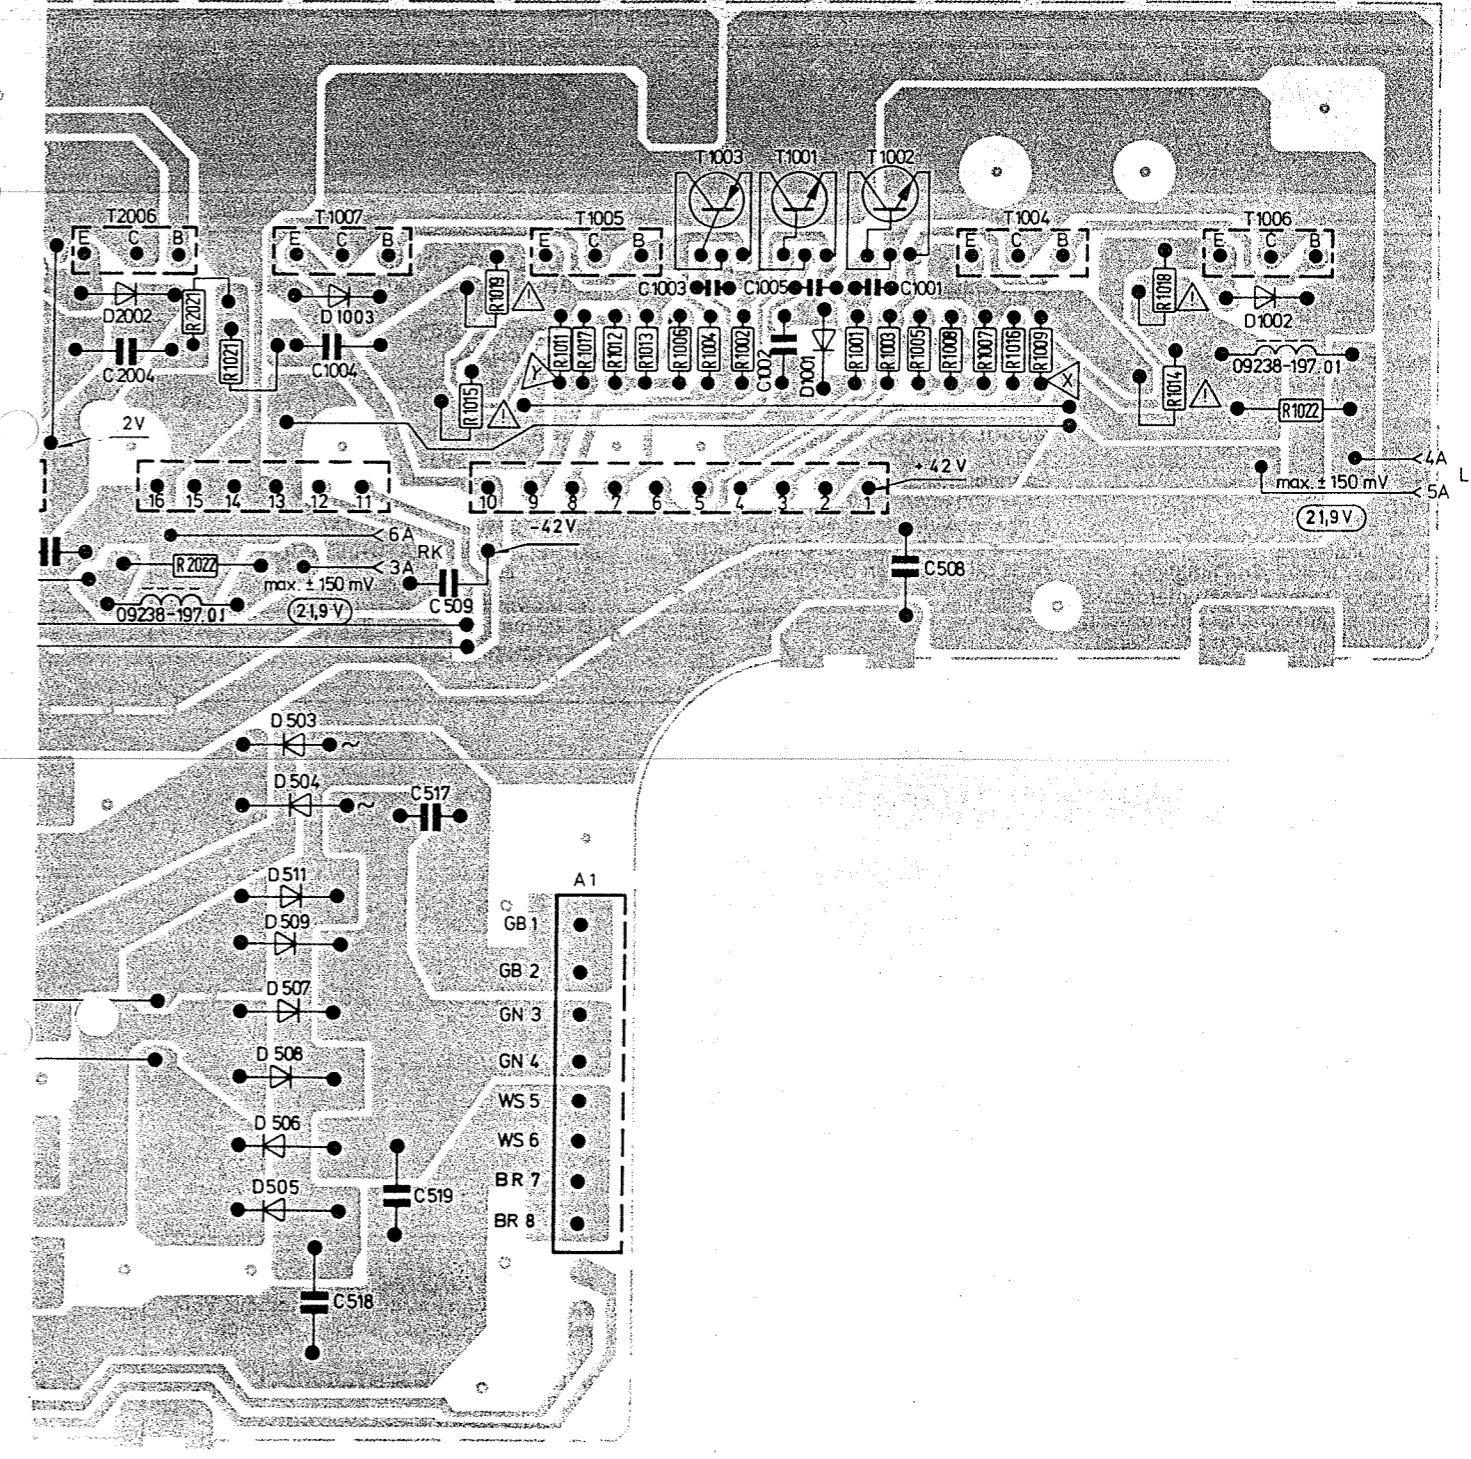 T1003 T1001 T1002
T2006 T1007 T1005 T1004 T1006
E C B E C B E C B E C B E C B
D2002 R2021 D1003 R1019 ! C1003 C1005 C1001 R1018 ! D1002
C2004 R1021 C1004 R1011 R1017 R1012 R1013 R1006 R1004 R1002 C1002 D1001 R1001 R1003 R1005 R1008 R1007 R1016 R1009 09238-197.01
Y X
R1015 ! R1014 ! R1022
2V
+42V 4A
L
16 15 14 13 12 11 10 9 8 7 6 5 4 3 2 1 max. ± 150 mV 5A
-42V 21,9 V
6A
RK
R2022 3A C508
max. ± 150 mV
09238-197.01 21,9 V C509
D503
~
D504
~ C517
D511 A1
D509 GB 1
GB 2
D507
GN 3
D508 GN 4
WS 5
D506 WS 6
D505 C519 BR 7
BR 8
C518